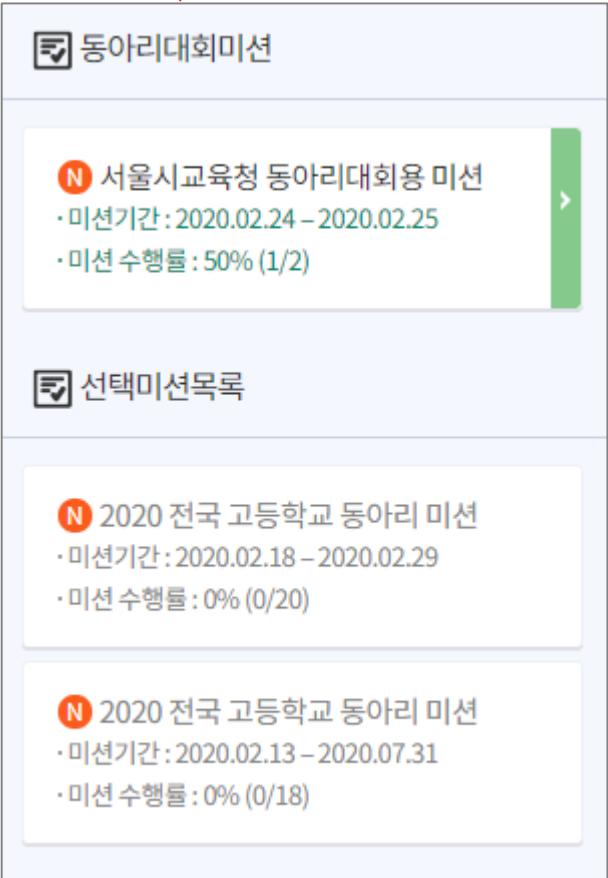 동아리대회미션
N 서울시교육청 동아리대회용 미션
· 미션기간 : 2020.02.24 – 2020.02.25
· 미션 수행률 : 50% (1/2)
선택미션목록
N 2020 전국 고등학교 동아리 미션
· 미션기간 : 2020.02.18 – 2020.02.29
· 미션 수행률 : 0% (0/20)
N 2020 전국 고등학교 동아리 미션
· 미션기간 : 2020.02.13 – 2020.07.31
· 미션 수행률 : 0% (0/18)